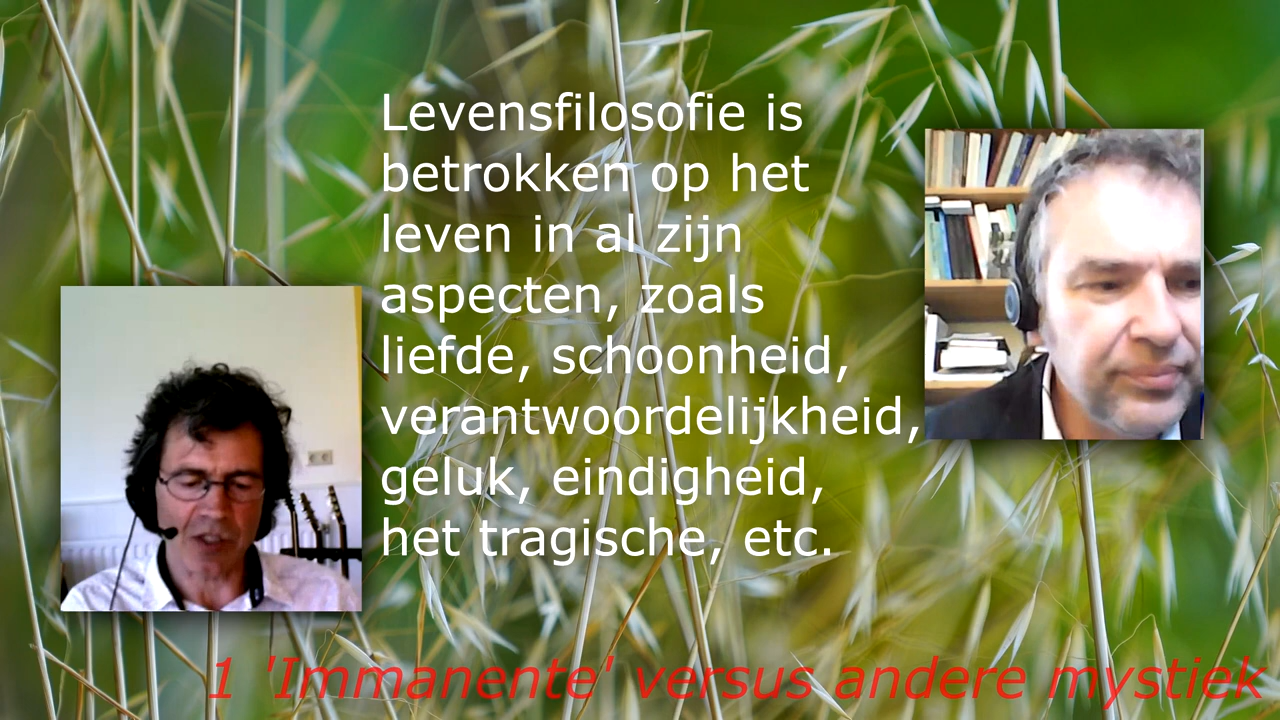 Levensfilosofie is
betrokken op het
leven in al zijn
aspecten, zoals
liefde, schoonheid,
verantwoordelijkheid,
geluk, eindigheid,
het tragische, etc.
1 'Immanente' versus andere mystiek